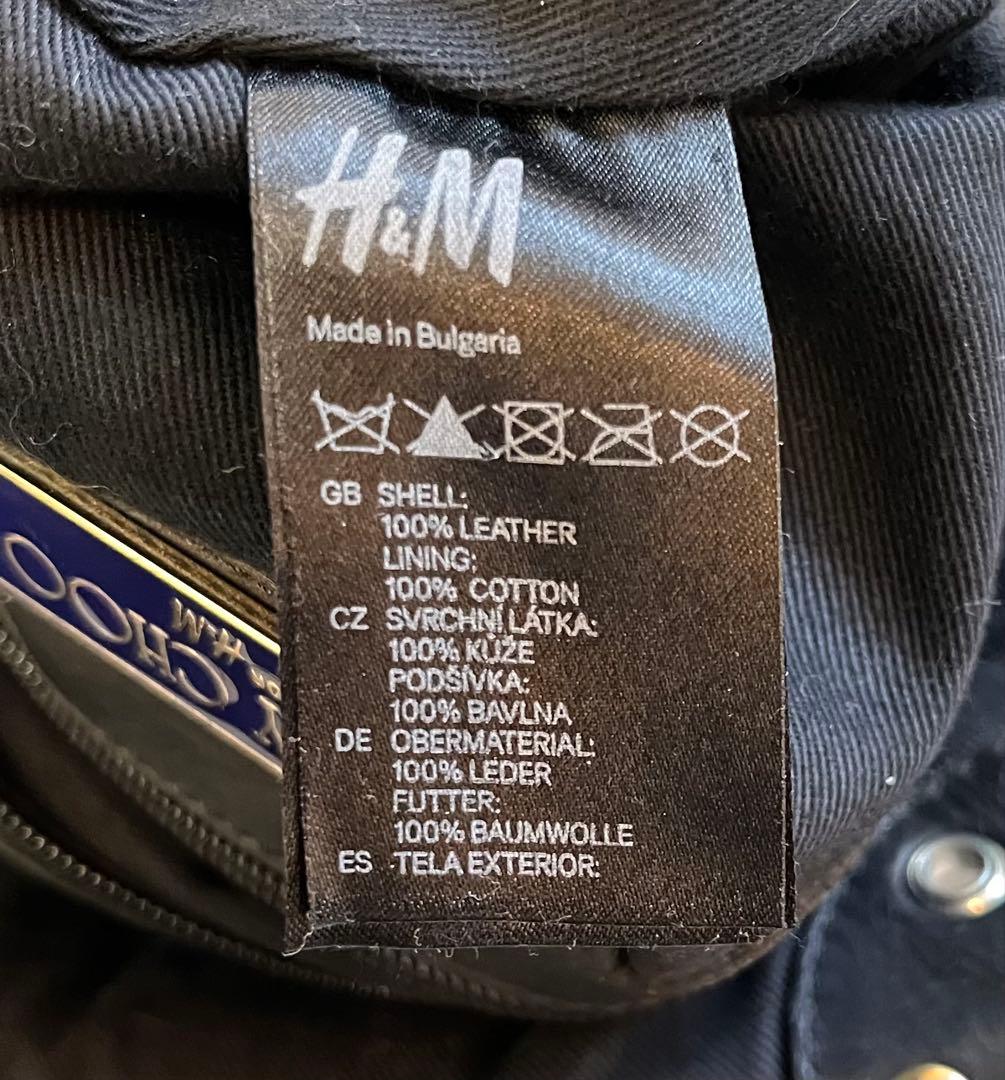 H&M
Made in Bulgaria
GB SHELL:
100% LEATHER
LINING:
100% COTTON
CZ SVRCHNÍ LÁTKA:
100% KŮŽE
PODŠÍVKA:
100% BAVLNA
DE OBERMATERIAL:
100% LEDER
FUTTER:
100% BAUMWOLLE
ES TELA EXTERIOR:
CHOO
H&M